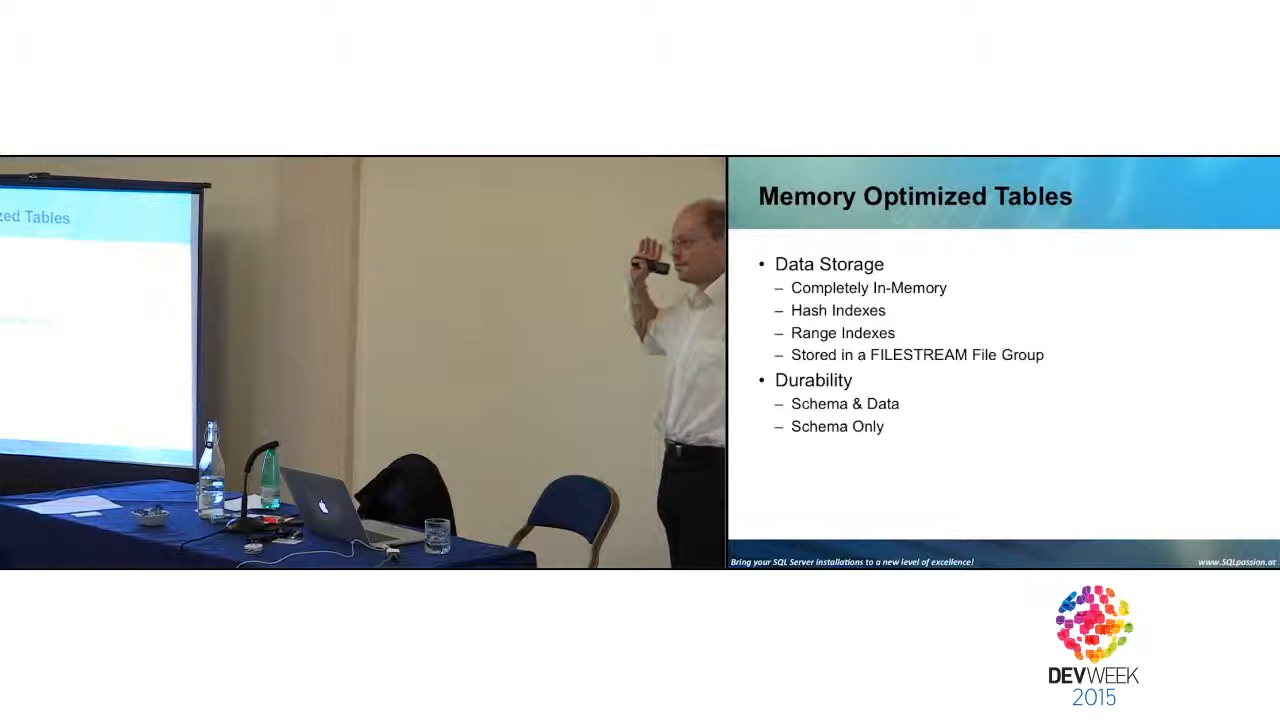 zed Tables
Memory Optimized Tables
• Data Storage
– Completely In-Memory
– Hash Indexes
– Range Indexes
– Stored in a FILESTREAM File Group
• Durability
– Schema & Data
– Schema Only
Bring your SQL Server installations to a new level of excellence!
www.SQLpassion.at
DEVWEEK
2015